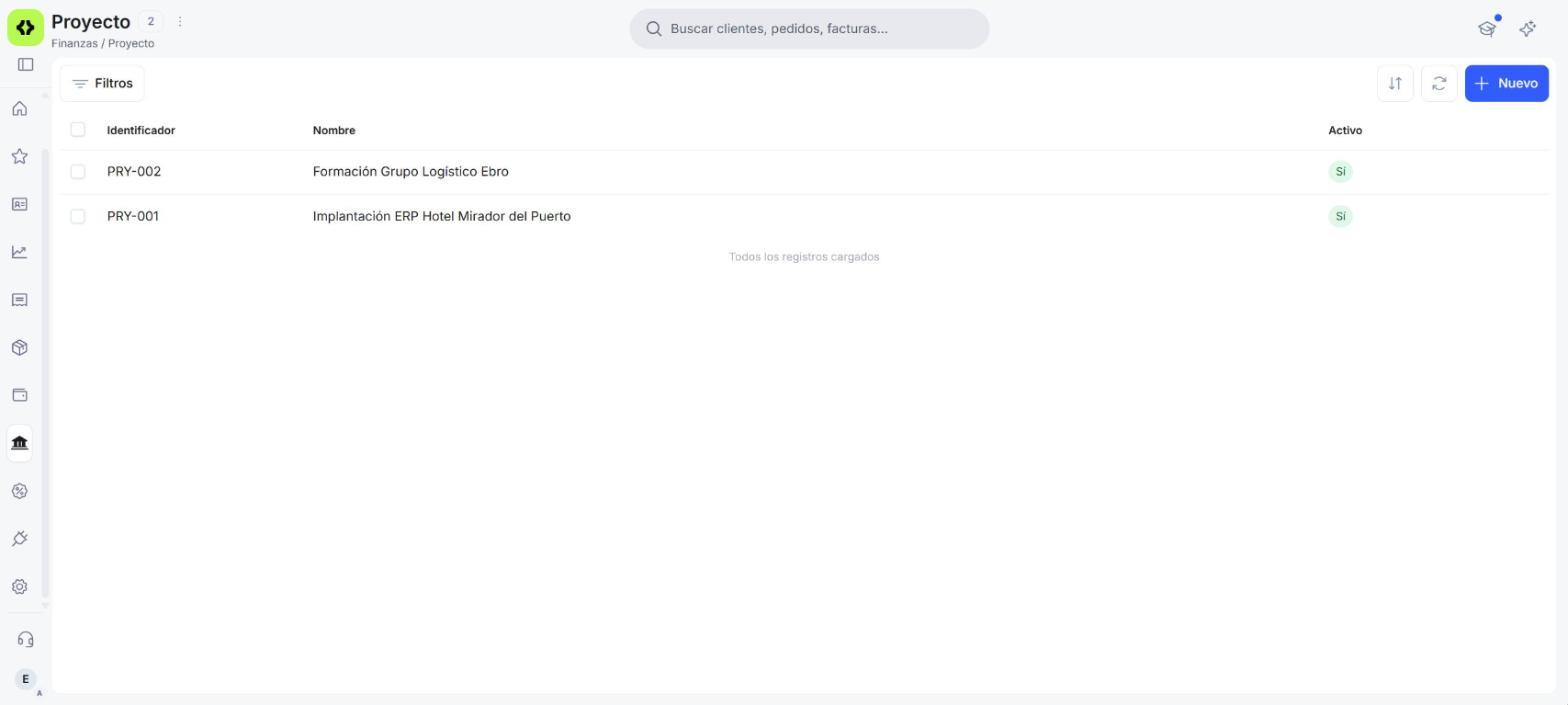 Proyecto 2
Finanzas / Proyecto
Buscar clientes, pedidos, facturas...
Filtros
Nuevo
Identificador Nombre Activo
PRY-002 Formación Grupo Logístico Ebro Sí
PRY-001 Implantación ERP Hotel Mirador del Puerto Sí
Todos los registros cargados
E
A